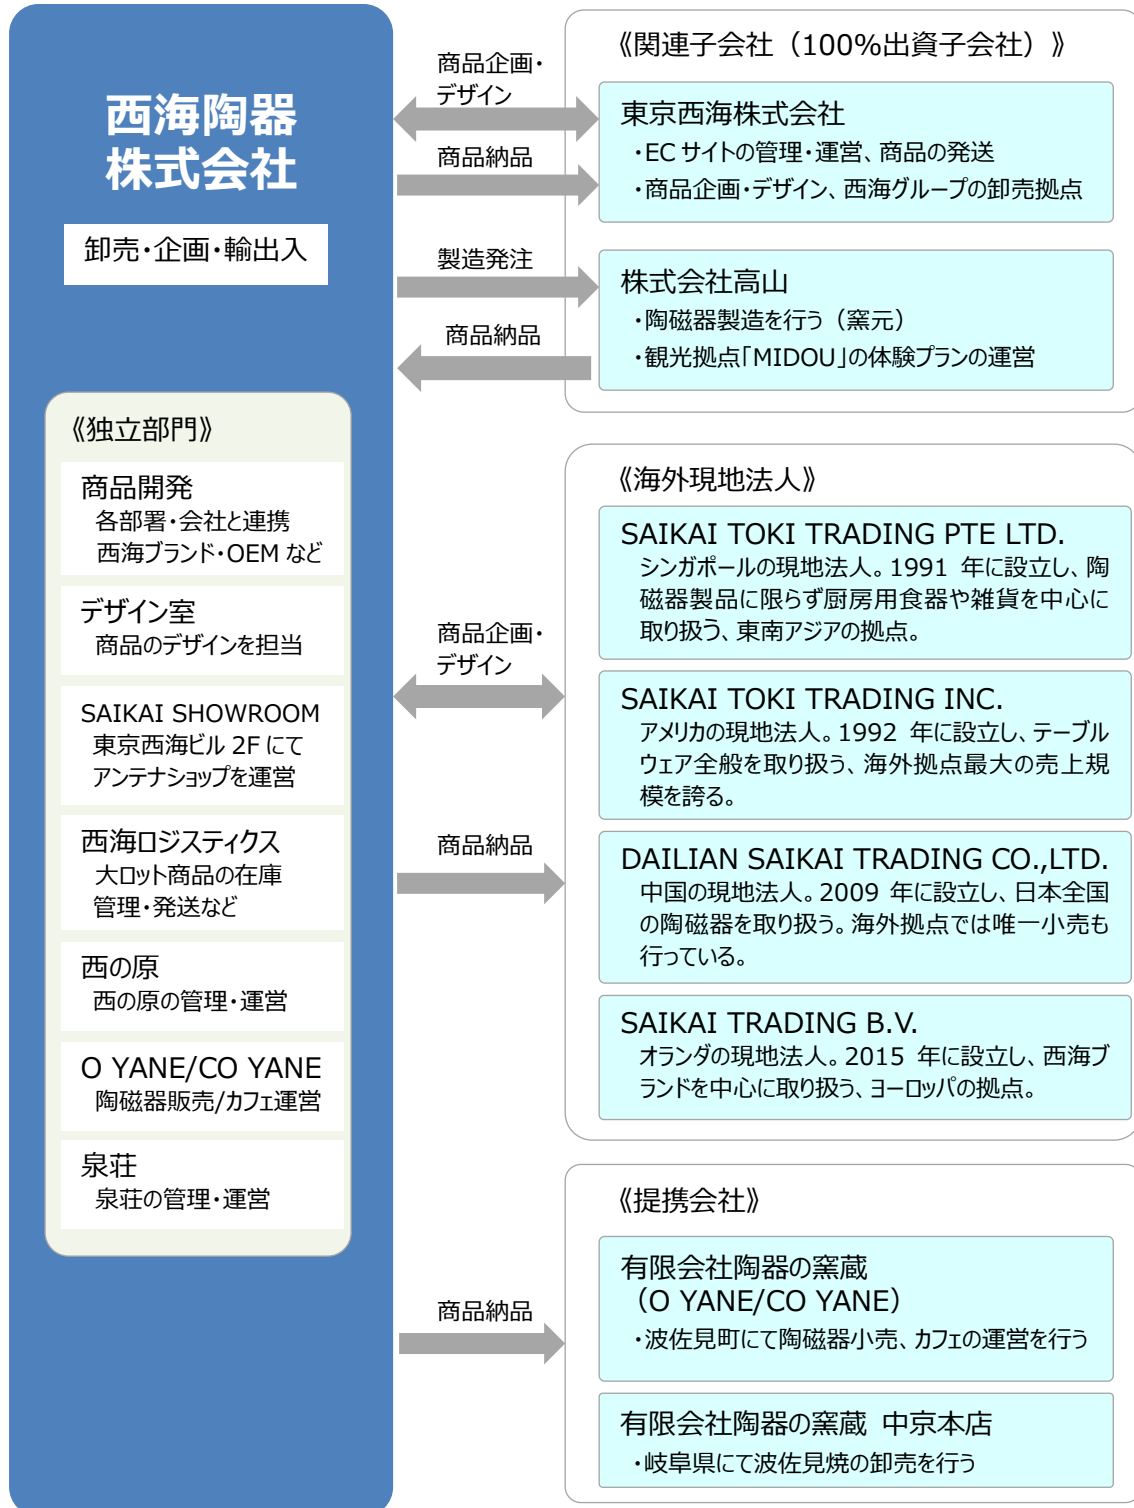 西海陶器
株式会社
卸売・企画・輸出入
《独立部門》
商品開発
各部署・会社と連携
西海ブランド・OEM など
デザイン室
商品のデザインを担当
SAIKAI SHOWROOM
東京西海ビル 2F にて
アンテナショップを運営
西海ロジスティクス
大ロット商品の在庫
管理・発送など
西の原
西の原の管理・運営
O YANE/CO YANE
陶磁器販売/カフェ運営
泉荘
泉荘の管理・運営
商品企画・
デザイン
商品納品
製造発注
商品納品
《関連子会社（100%出資子会社）》
東京西海株式会社
・EC サイトの管理・運営、商品の発送
・商品企画・デザイン、西海グループの卸売拠点
株式会社高山
・陶磁器製造を行う（窯元）
・観光拠点「MIDOU」の体験プランの運営
商品企画・
デザイン
商品納品
《海外現地法人》
SAIKAI TOKI TRADING PTE LTD.
シンガポールの現地法人。1991 年に設立し、陶
磁器製品に限らず厨房用食器や雑貨を中心に
取り扱う、東南アジアの拠点。
SAIKAI TOKI TRADING INC.
アメリカの現地法人。1992 年に設立し、テーブル
ウェア全般を取り扱う、海外拠点最大の売上規
模を誇る。
DAILIAN SAIKAI TRADING CO.,LTD.
中国の現地法人。2009 年に設立し、日本全国
の陶磁器を取り扱う。海外拠点では唯一小売も
行っている。
SAIKAI TRADING B.V.
オランダの現地法人。2015 年に設立し、西海ブ
ランドを中心に取り扱う、ヨーロッパの拠点。
商品納品
《提携会社》
有限会社陶器の窯蔵
（O YANE/CO YANE）
・波佐見町にて陶磁器小売、カフェの運営を行う
有限会社陶器の窯蔵 中京本店
・岐阜県にて波佐見焼の卸売を行う